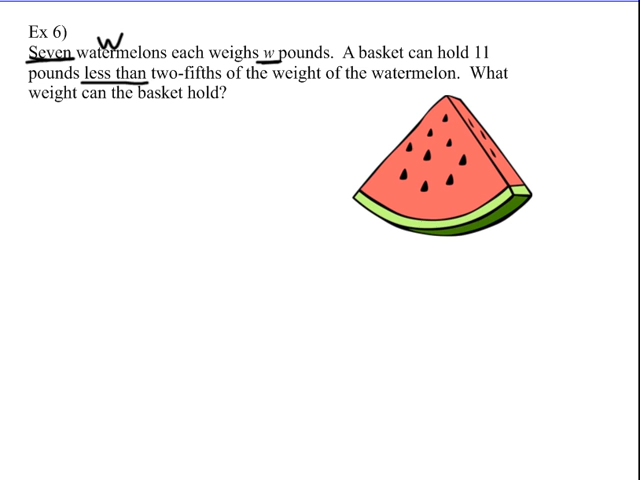 Ex 6)
W
Seven watermelons each weighs w pounds. A basket can hold 11
pounds less than two-fifths of the weight of the watermelon. What
weight can the basket hold?